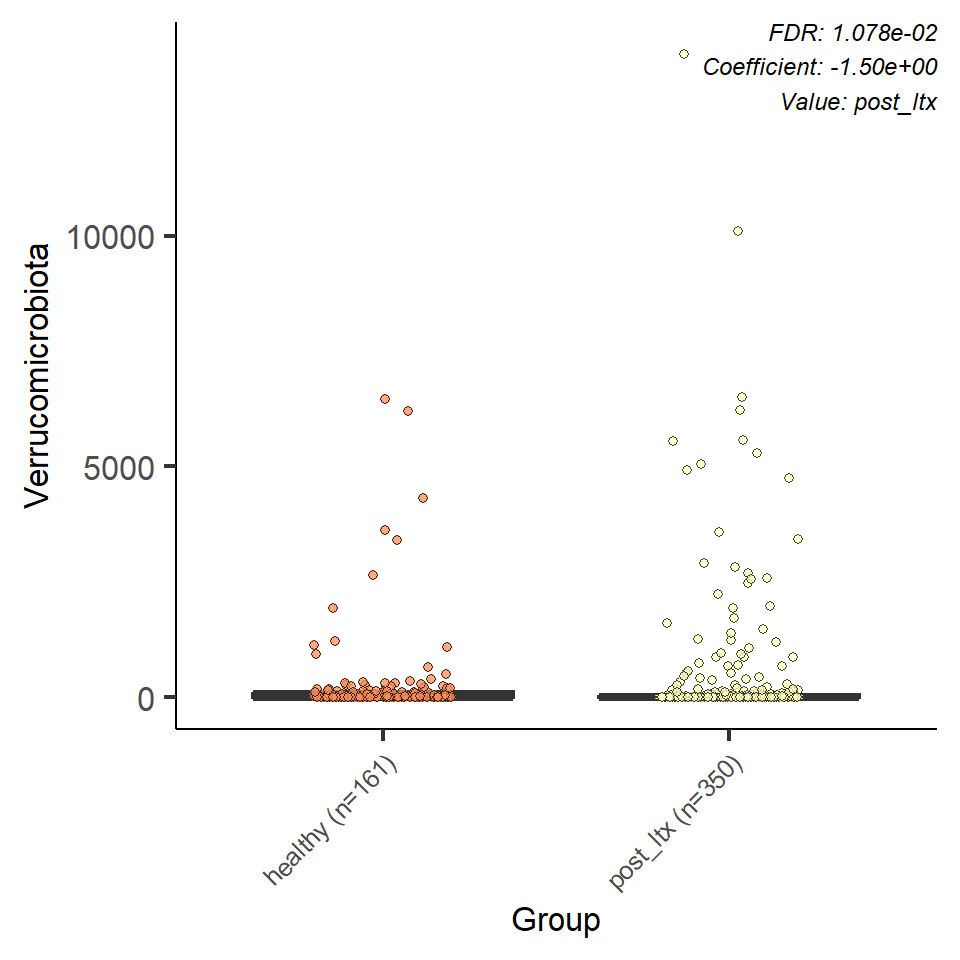 FDR: 1.078e-02
Coefficient: -1.50e+00
Value: post_ltx
Verrucomicrobiota
10000
5000
0
healthy (n=161)
post_ltx (n=350)
Group